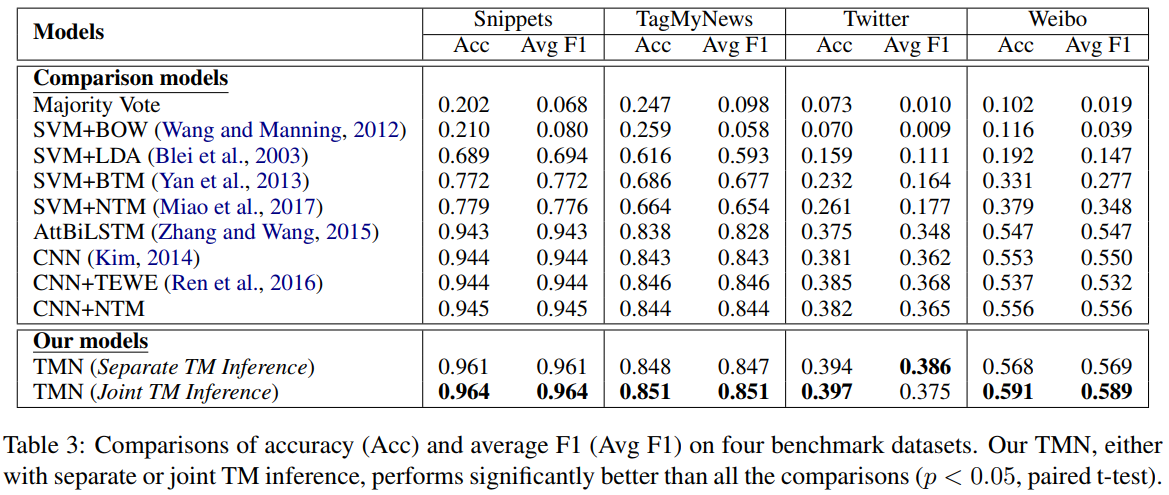 Models Snippets TagMyNews Twitter Weibo
Acc Avg F1 Acc Avg F1 Acc Avg F1 Acc Avg F1
Comparison models
Majority Vote 0.202 0.068 0.247 0.098 0.073 0.010 0.102 0.019
SVM+BOW (Wang and Manning, 2012) 0.210 0.080 0.259 0.058 0.070 0.009 0.116 0.039
SVM+LDA (Blei et al., 2003) 0.689 0.694 0.616 0.593 0.159 0.111 0.192 0.147
SVM+BTM (Yan et al., 2013) 0.772 0.772 0.686 0.677 0.232 0.164 0.331 0.277
SVM+NTM (Miao et al., 2017) 0.779 0.776 0.664 0.654 0.261 0.177 0.379 0.348
AttBiLSTM (Zhang and Wang, 2015) 0.943 0.943 0.838 0.828 0.375 0.348 0.547 0.547
CNN (Kim, 2014) 0.944 0.944 0.843 0.843 0.381 0.362 0.553 0.550
CNN+TEWE (Ren et al., 2016) 0.944 0.944 0.846 0.846 0.385 0.368 0.537 0.532
CNN+NTM 0.945 0.945 0.844 0.844 0.382 0.365 0.556 0.556
Our models
TMN (Separate TM Inference) 0.961 0.961 0.848 0.847 0.394 0.386 0.568 0.569
TMN (Joint TM Inference) 0.964 0.964 0.851 0.851 0.397 0.375 0.591 0.589
Table 3: Comparisons of accuracy (Acc) and average F1 (Avg F1) on four benchmark datasets. Our TMN, either
with separate or joint TM inference, performs significantly better than all the comparisons (p < 0.05, paired t-test).